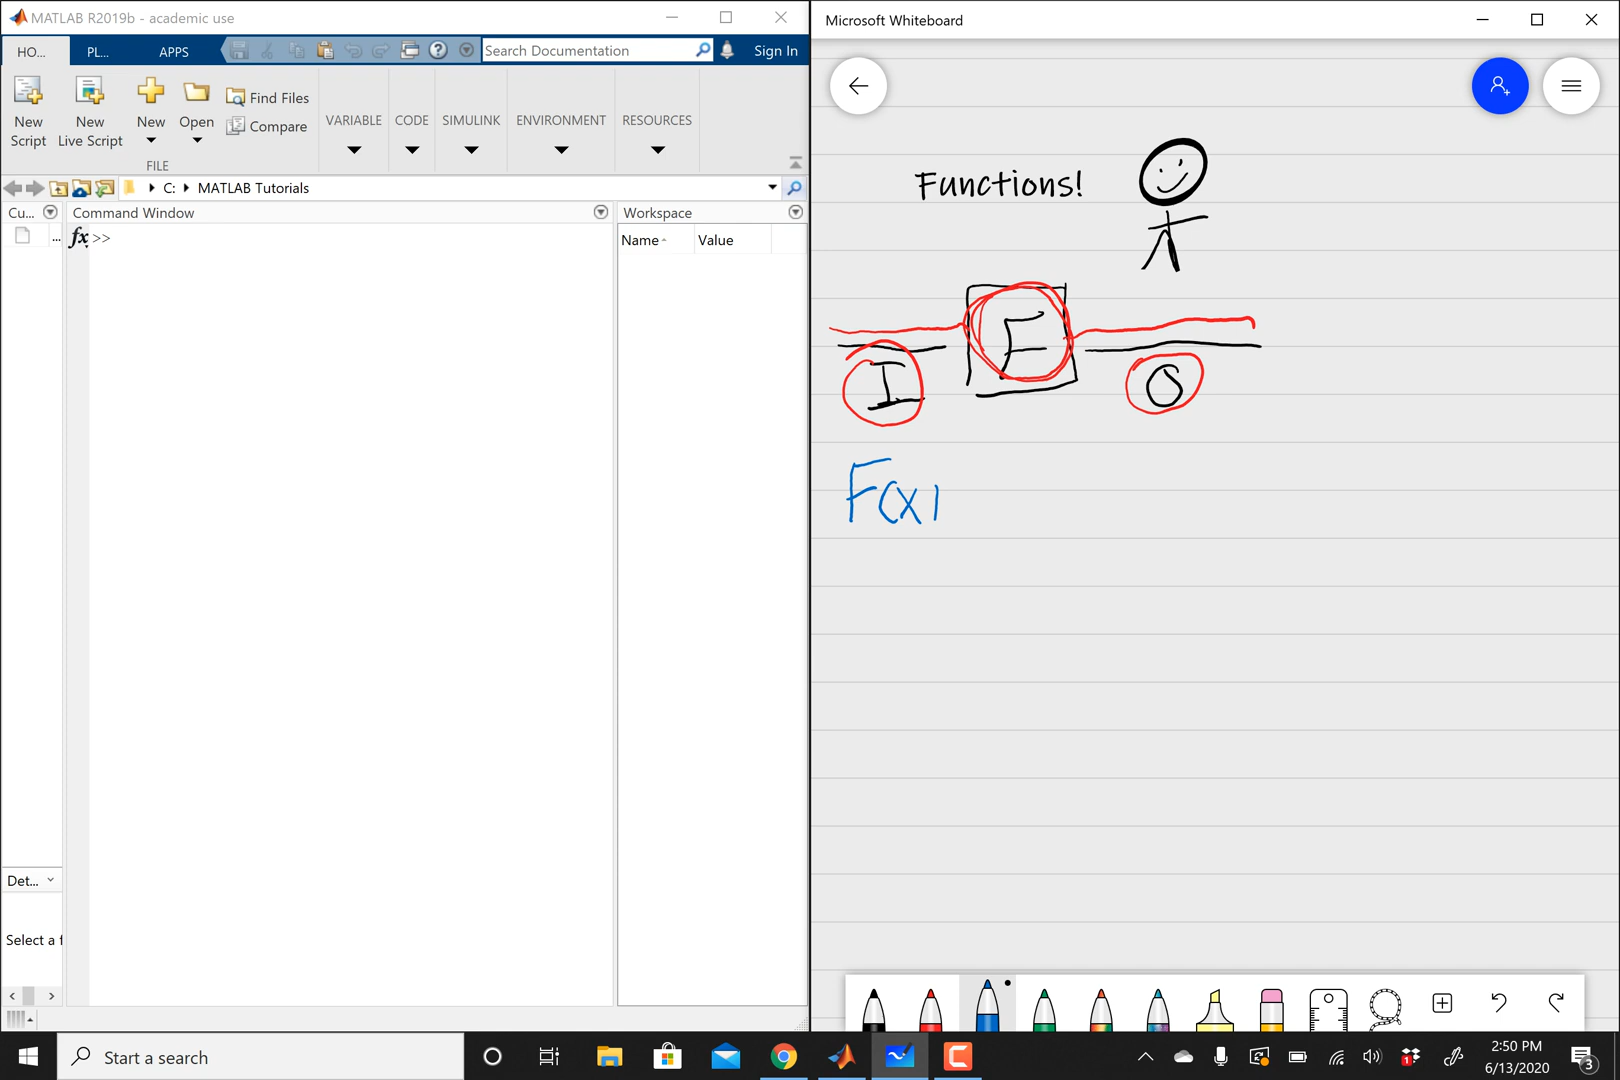 MATLAB R2019b - academic use
HO... PL... APPS Search Documentation Sign In
New Script New Live Script New Open Find Files Compare VARIABLE CODE SIMULINK ENVIRONMENT RESOURCES
FILE
C: MATLAB Tutorials
Cu... Command Window Workspace
... fx >> Name Value
Det...
Select a f
Microsoft Whiteboard
Functions!
F
I O
F(x)
Start a search
1
2:50 PM
6/13/2020
3